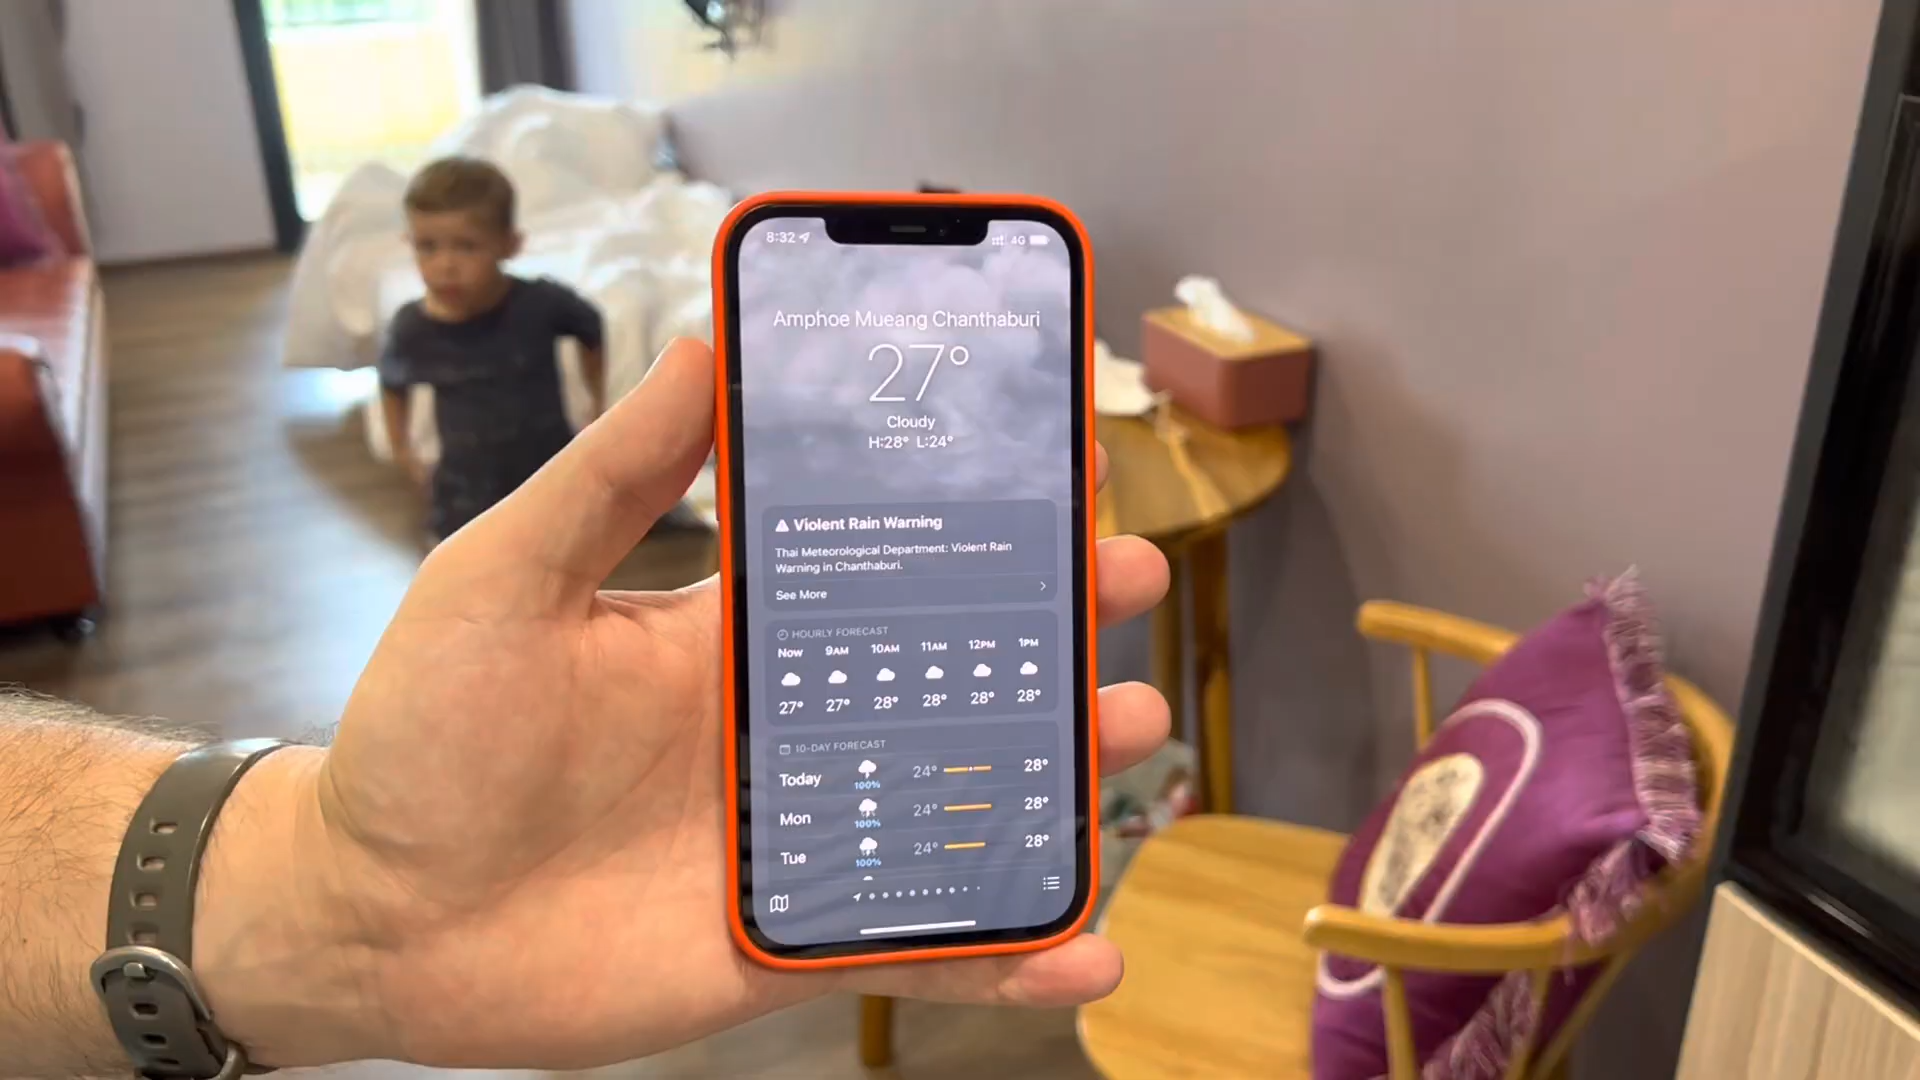 8:32 4G
Amphoe Mueang Chanthaburi
27°
Cloudy
H:28° L:24°
Violent Rain Warning
Thai Meteorological Department: Violent Rain
Warning in Chanthaburi.
See More
HOURLY FORECAST
Now 9AM 10AM 11AM 12PM 1PM
27° 27° 28° 28° 28° 28°
10-DAY FORECAST
Today 100% 24° 28°
Mon 100% 24° 28°
Tue 100% 24° 28°